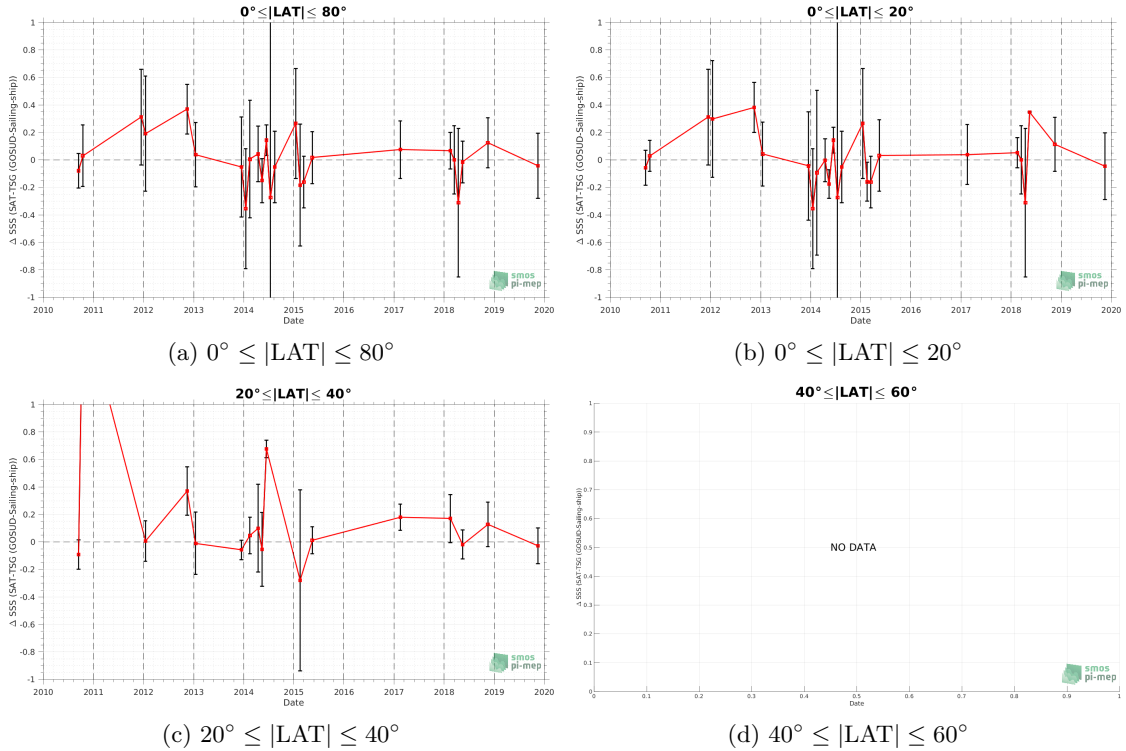 0°≤|LAT|≤ 80°
Δ SSS (SAT-TSG (GOSUD-Sailing-ship))
1
0.8
0.6
0.4
0.2
0
-0.2
-0.4
-0.6
-0.8
-1
2010 2011 2012 2013 2014 2015 2016 2017 2018 2019 2020
Date
smos
pi-mep
(a) 0° ≤ |LAT| ≤ 80°
0°≤|LAT|≤ 20°
Δ SSS (SAT-TSG (GOSUD-Sailing-ship))
1
0.8
0.6
0.4
0.2
0
-0.2
-0.4
-0.6
-0.8
-1
2010 2011 2012 2013 2014 2015 2016 2017 2018 2019 2020
Date
smos
pi-mep
(b) 0° ≤ |LAT| ≤ 20°
20°≤|LAT|≤ 40°
Δ SSS (SAT-TSG (GOSUD-Sailing-ship))
1
0.8
0.6
0.4
0.2
0
-0.2
-0.4
-0.6
-0.8
-1
2010 2011 2012 2013 2014 2015 2016 2017 2018 2019 2020
Date
smos
pi-mep
(c) 20° ≤ |LAT| ≤ 40°
40°≤|LAT|≤ 60°
Δ SSS (SAT-TSG (GOSUD-Sailing-ship))
1
0.9
0.8
0.7
0.6
0.5
0.4
0.3
0.2
0.1
0
NO DATA
0 0.1 0.2 0.3 0.4 0.5 0.6 0.7 0.8 0.9 1
Date
smos
pi-mep
(d) 40° ≤ |LAT| ≤ 60°